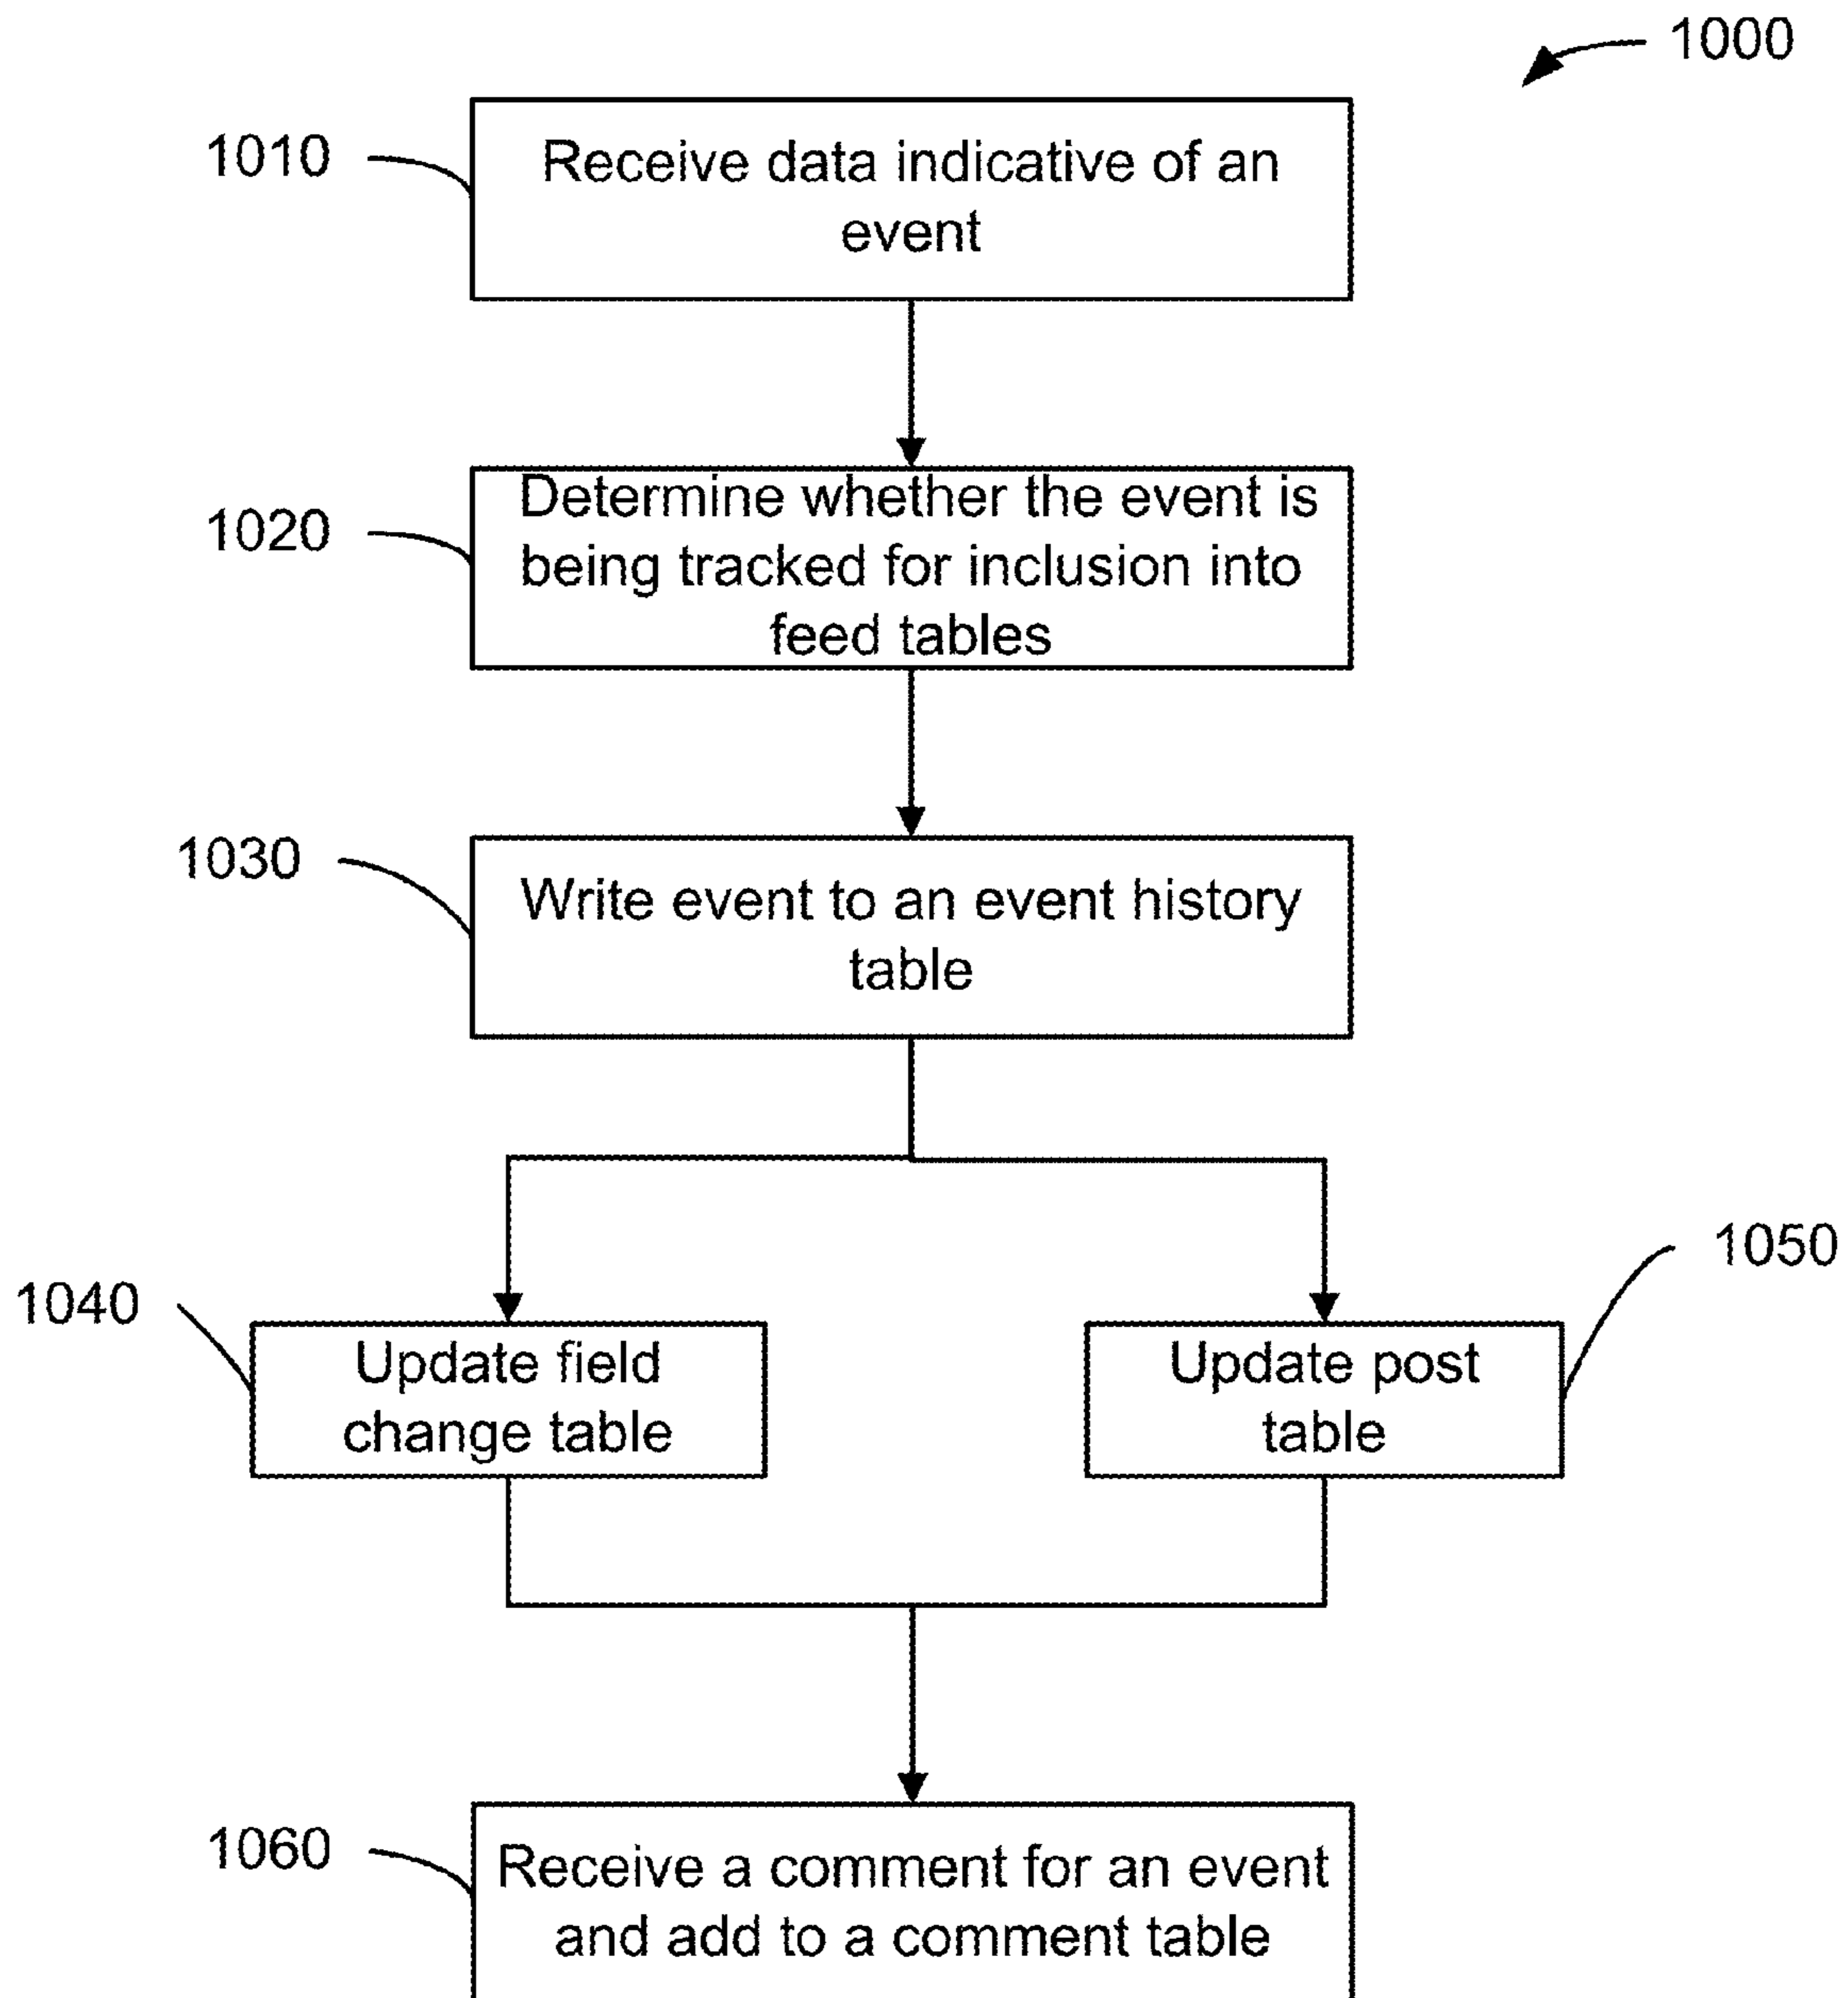 1000
1010
Receive data indicative of an
event
1020
Determine whether the event is
being tracked for inclusion into
feed tables
1030
Write event to an event history
table
1040
Update field
change table
1050
Update post
table
1060
Receive a comment for an event
and add to a comment table